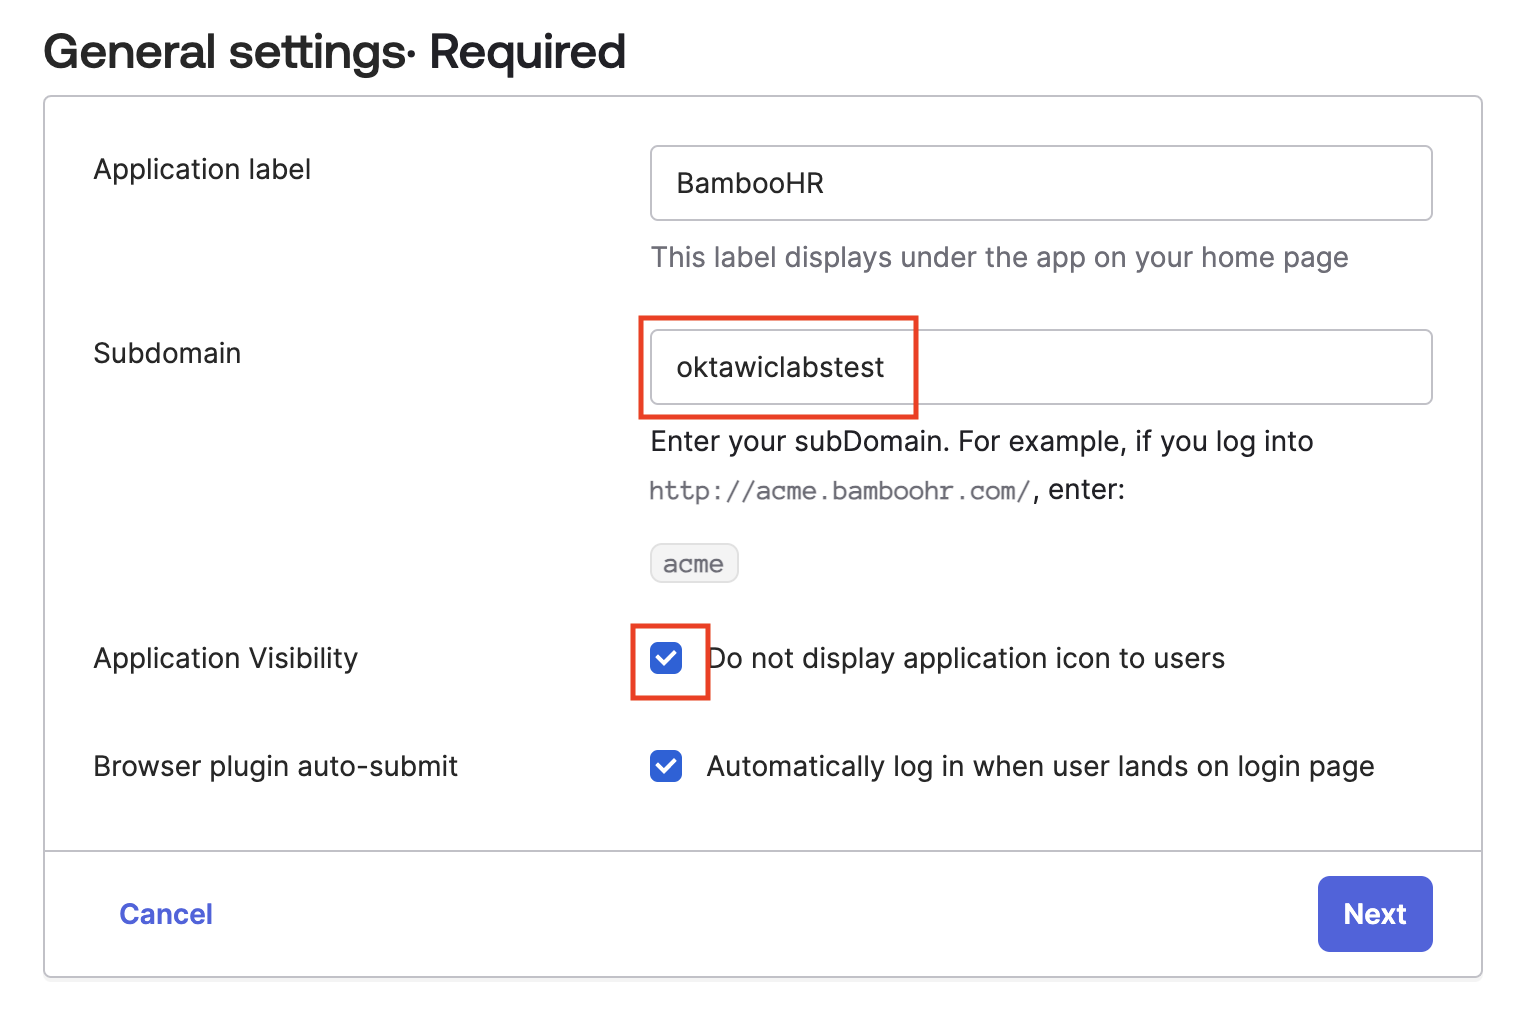 General settings· Required
Application label
BambooHR
This label displays under the app on your home page
Subdomain
oktawiclabstest
Enter your subDomain. For example, if you log into
http://acme.bamboohr.com/, enter:
acme
Application Visibility
Do not display application icon to users
Browser plugin auto-submit
Automatically log in when user lands on login page
Cancel
Next